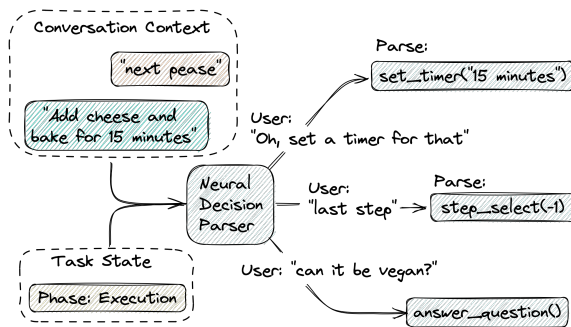 Conversation Context
"next pease"
"Add cheese and
bake for 15 minutes"
Parse:
set_timer("15 minutes")
User:
"Oh, set a timer for that"
Neural
Decision
Parser
User:
"last step"
Parse:
step_select(-1)
Task State
Phase: Execution
User: "can it be vegan?"
answer_question()